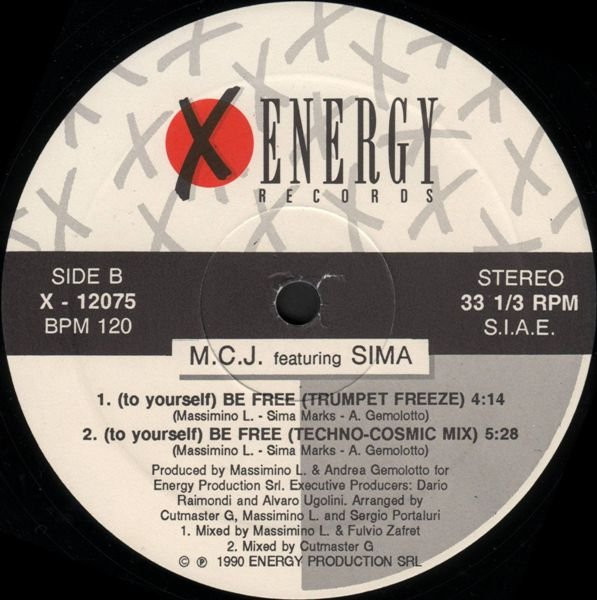 X ENERGY
RECORDS
SIDE B
X - 12075
BPM 120
STEREO
33 1/3 RPM
S.I.A.E.
M.C.J. featuring SIMA
1. (to yourself) BE FREE (TRUMPET FREEZE) 4:14
(Massimino L. - Sima Marks - A. Gemolotto)
2. (to yourself) BE FREE (TECHNO-COSMIC MIX) 5:28
(Massimino L. - Sima Marks - A. Gemolotto)
Produced by Massimino L. & Andrea Gemolotto for
Energy Production Srl. Executive Producers: Dario
Raimondi and Alvaro Ugolini. Arranged by
Cutmaster G, Massimino L. and Sergio Portaluri
1. Mixed by Massimino L. & Fulvio Zafret
2. Mixed by Cutmaster G
© ℗ 1990 ENERGY PRODUCTION SRL